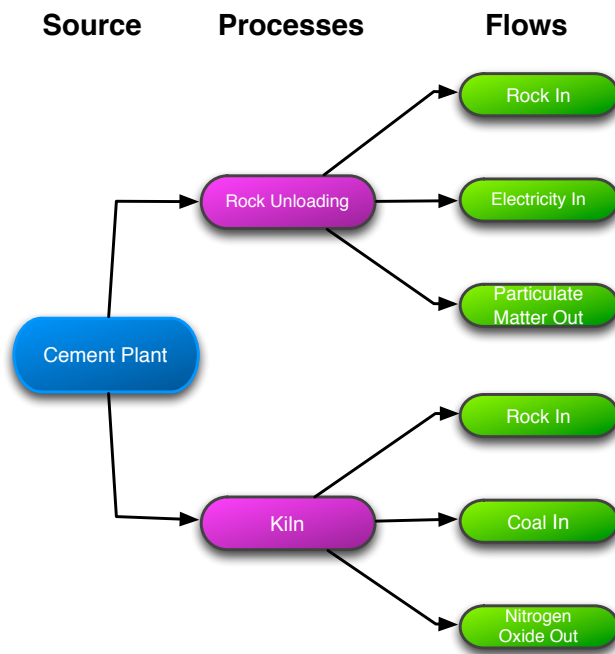 Source
Processes
Flows
Rock In
Rock Unloading
Electricity In
Particulate
Matter Out
Cement Plant
Rock In
Kiln
Coal In
Nitrogen
Oxide Out